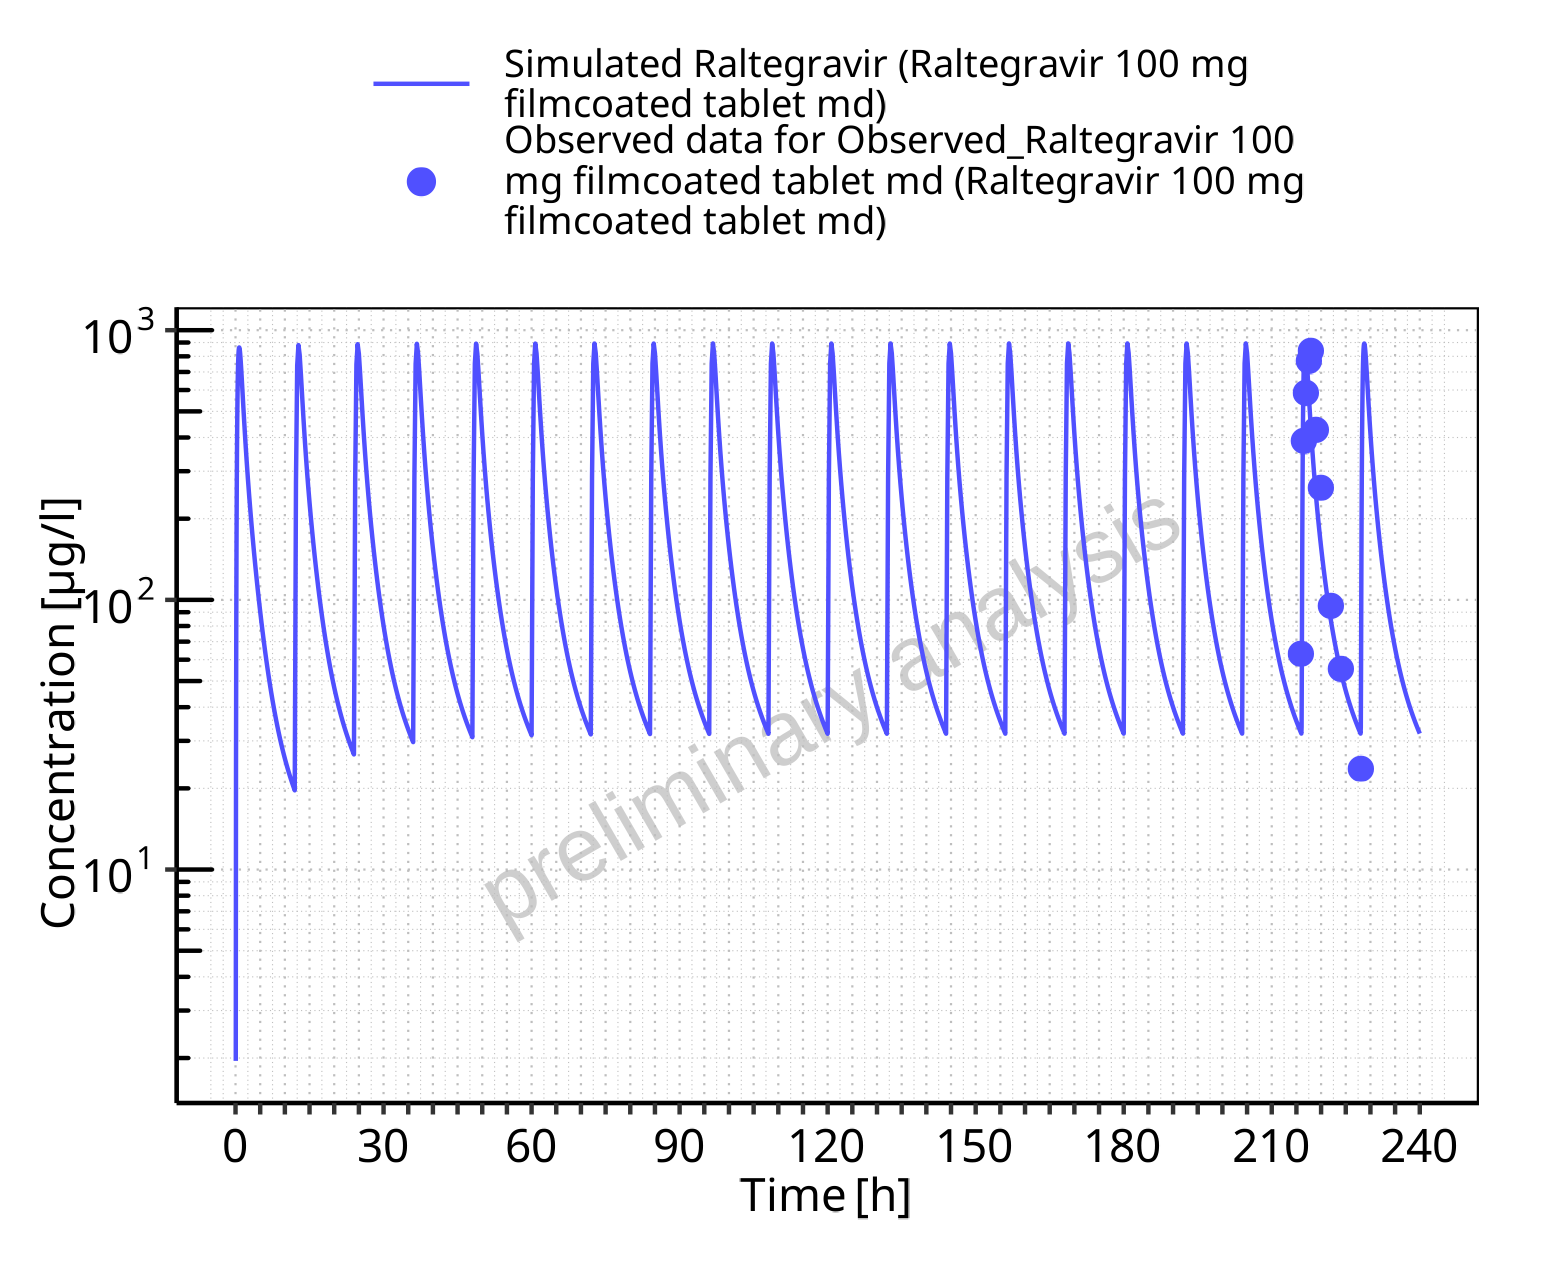 Simulated Raltegravir (Raltegravir 100 mg
filmcoated tablet md)
Observed data for Observed_Raltegravir 100
mg filmcoated tablet md (Raltegravir 100 mg
filmcoated tablet md)
10³
10²
10¹
Concentration [µg/l]
preliminary analysis
0 30 60 90 120 150 180 210 240
Time [h]